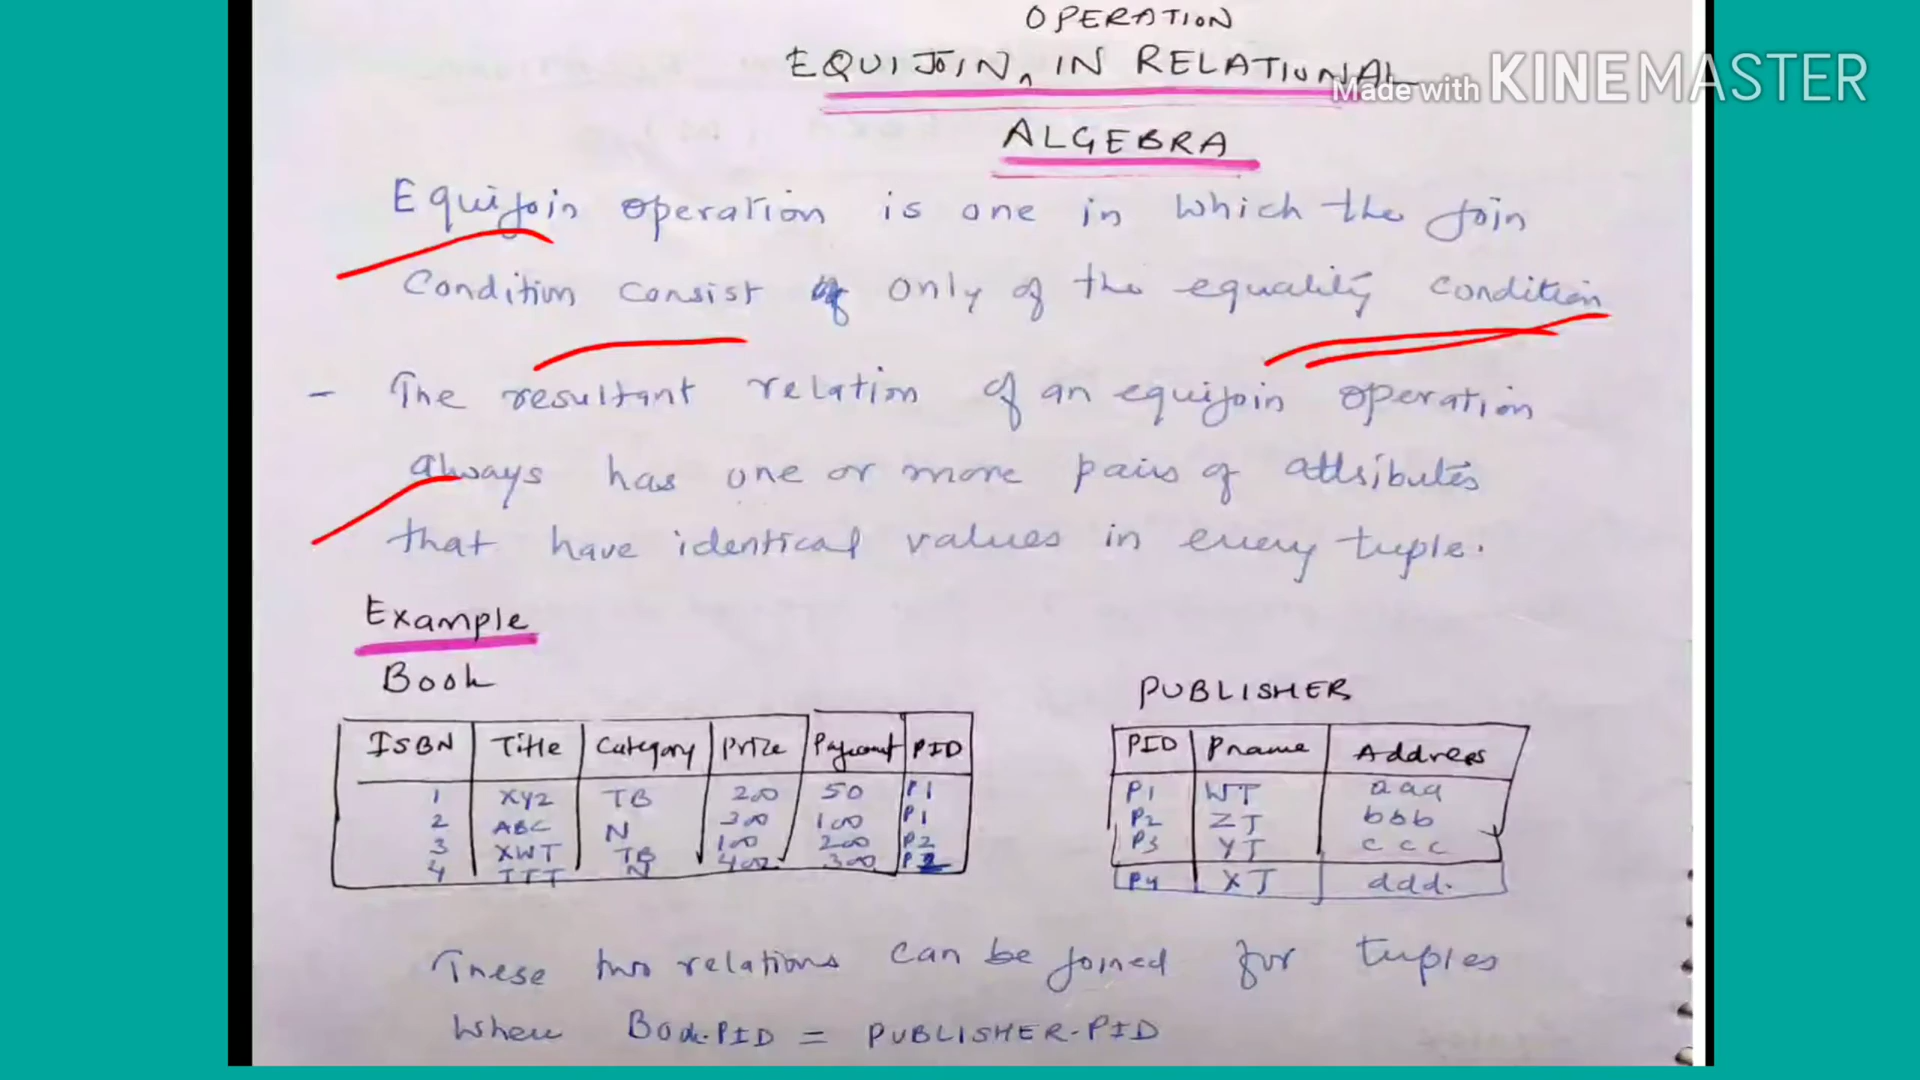 OPERATION
EQUIJOIN, IN RELATIONAL
Made with KINEMASTER
ALGEBRA
Equijoin operation is one in which the join
Condition consist of only of the equality condition
- The resultant relation of an equijoin operation
always has one or more pairs of attributes
that have identical values in every tuple.
Example
Book
PUBLISHER
ISBN Title Category Price Paycount PID
1 XYZ TB 200 50 P1
2 ABC N 300 100 P1
3 XWT TB 100 200 P2
4 TTT N 400 300 P2
PID Pname Address
P1 WT aaa
P2 ZT bbb
P3 YT ccc
P4 XT ddd.
These two relations can be joined for tuples
Where Book.PID = PUBLISHER.PID